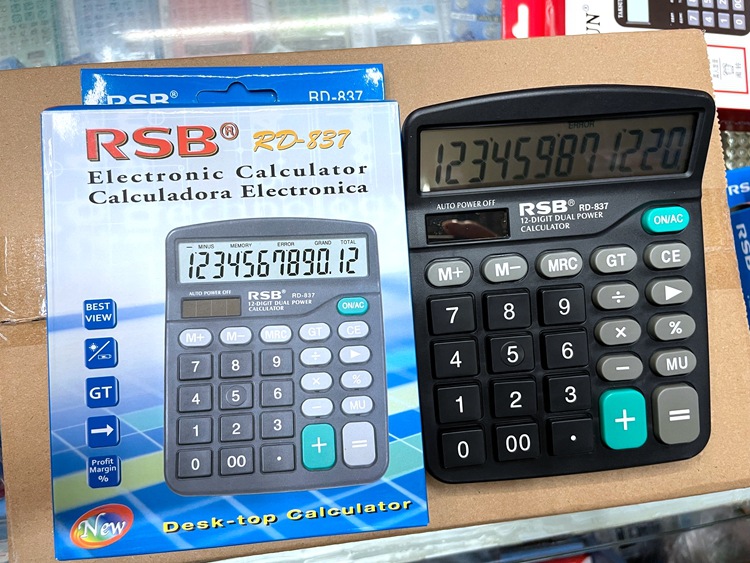 RSB® RD-837
RSB® RD-837
Electronic Calculator
Calculadora Electronica
— MINUS MEMORY ERROR GRAND TOTAL
1234567890.12
AUTO POWER OFF
RSB® RD-837
12-DIGIT DUAL POWER
CALCULATOR
ON/AC
M+ M− MRC GT CE
7 8 9 ÷ ▶
4 5 6 × %
1 2 3 − MU
0 00 · + =
BEST
VIEW
GT
Profit
Margin
%
New
Desk-top Calculator
ERROR
123459871220
AUTO POWER OFF
RSB® RD-837
12-DIGIT DUAL POWER
CALCULATOR
ON/AC
M+ M− MRC GT CE
7 8 9 ÷ ▶
4 5 6 × %
1 2 3 − MU
0 00 · + =
UN
RS
RSB